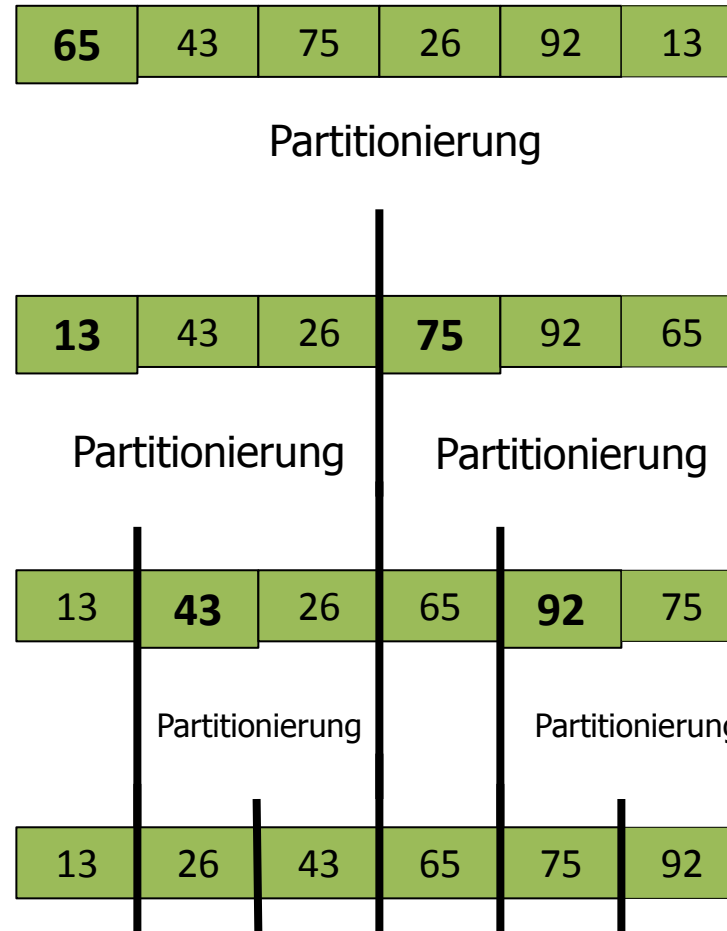 65 43 75 26 92 13
Partitionierung
13 43 26 75 92 65
Partitionierung Partitionierung
13 43 26 65 92 75
Partitionierung Partitionierung
13 26 43 65 75 92